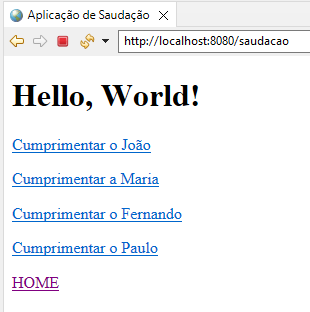 Aplicação de Saudação
http://localhost:8080/saudacao
Hello, World!
Cumprimentar o João
Cumprimentar a Maria
Cumprimentar o Fernando
Cumprimentar o Paulo
HOME